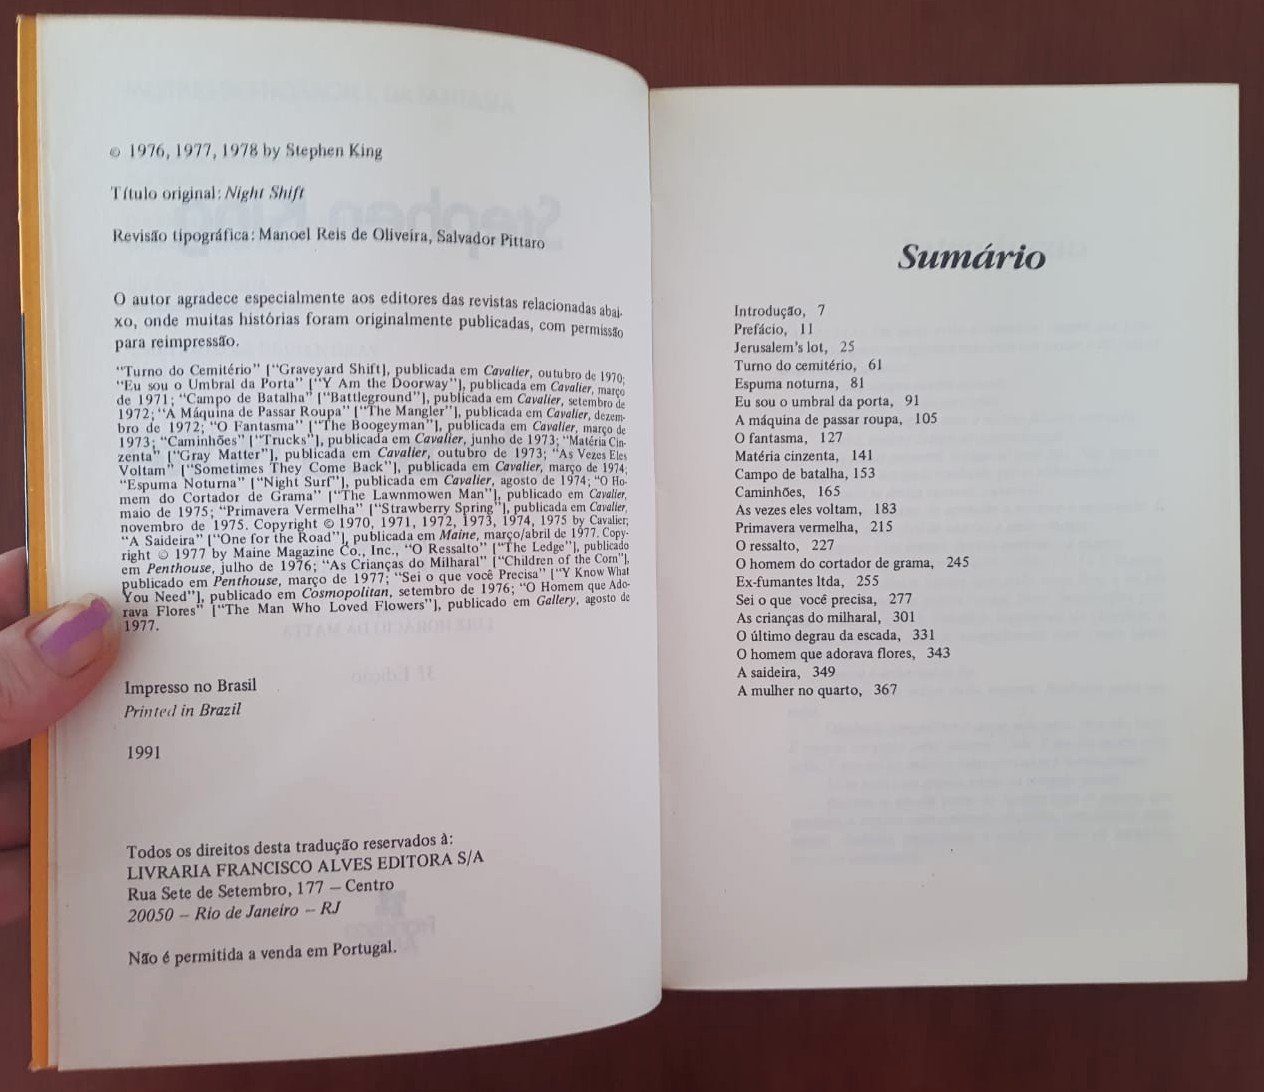 © 1976, 1977, 1978 by Stephen King
Título original: Night Shift
Revisão tipográfica: Manoel Reis de Oliveira, Salvador Pittaro
O autor agradece especialmente aos editores das revistas relacionadas abai-
xo, onde muitas histórias foram originalmente publicadas, com permissão
para reimpressão.
“Turno do Cemitério” [“Graveyard Shift], publicada em Cavalier, outubro de 1970;
“Eu sou o Umbral da Porta” [“Y Am the Doorway”], publicada em Cavalier, março
de 1971; “Campo de Batalha” [“Battleground”], publicada em Cavalier, setembro de
1972; “A Máquina de Passar Roupa” [“The Mangler”], publicada em Cavalier, dezem-
bro de 1972; “O Fantasma” [“The Boogeyman”], publicada em Cavalier, março de
1973; “Caminhões” [“Trucks”], publicada em Cavalier, junho de 1973; “Matéria Cin-
zenta” [“Gray Matter”], publicada em Cavalier, outubro de 1973; “As Vezes Eles
Voltam” [“Sometimes They Come Back”], publicada em Cavalier, março de 1974;
“Espuma Noturna” [“Night Surf”], publicada em Cavalier, agosto de 1974; “O Ho-
mem do Cortador de Grama” [“The Lawnmowen Man”], publicado em Cavalier,
maio de 1975; “Primavera Vermelha” [“Strawberry Spring”], publicada em Cavalier,
novembro de 1975. Copyright © 1970, 1971, 1972, 1973, 1974, 1975 by Cavalier;
“A Saideira” [“One for the Road”], publicada em Maine, março/abril de 1977. Copy-
right © 1977 by Maine Magazine Co., Inc., “O Ressalto” [“The Ledge”], publicado
em Penthouse, julho de 1976; “As Crianças do Milharal” [“Children of the Corn”],
publicado em Penthouse, março de 1977; “Sei o que você Precisa” [“Y Know What
You Need”], publicado em Cosmopolitan, setembro de 1976; “O Homem que Ado-
rava Flores” [“The Man Who Loved Flowers”], publicado em Gallery, agosto de
1977.
Impresso no Brasil
Printed in Brazil
1991
Todos os direitos desta tradução reservados à:
LIVRARIA FRANCISCO ALVES EDITORA S/A
Rua Sete de Setembro, 177 – Centro
20050 – Rio de Janeiro – RJ
Não é permitida a venda em Portugal.
Sumário
Introdução, 7
Prefácio, 11
Jerusalem's lot, 25
Turno do cemitério, 61
Espuma noturna, 81
Eu sou o umbral da porta, 91
A máquina de passar roupa, 105
O fantasma, 127
Matéria cinzenta, 141
Campo de batalha, 153
Caminhões, 165
As vezes eles voltam, 183
Primavera vermelha, 215
O ressalto, 227
O homem do cortador de grama, 245
Ex-fumantes ltda, 255
Sei o que você precisa, 277
As crianças do milharal, 301
O último degrau da escada, 331
O homem que adorava flores, 343
A saideira, 349
A mulher no quarto, 367